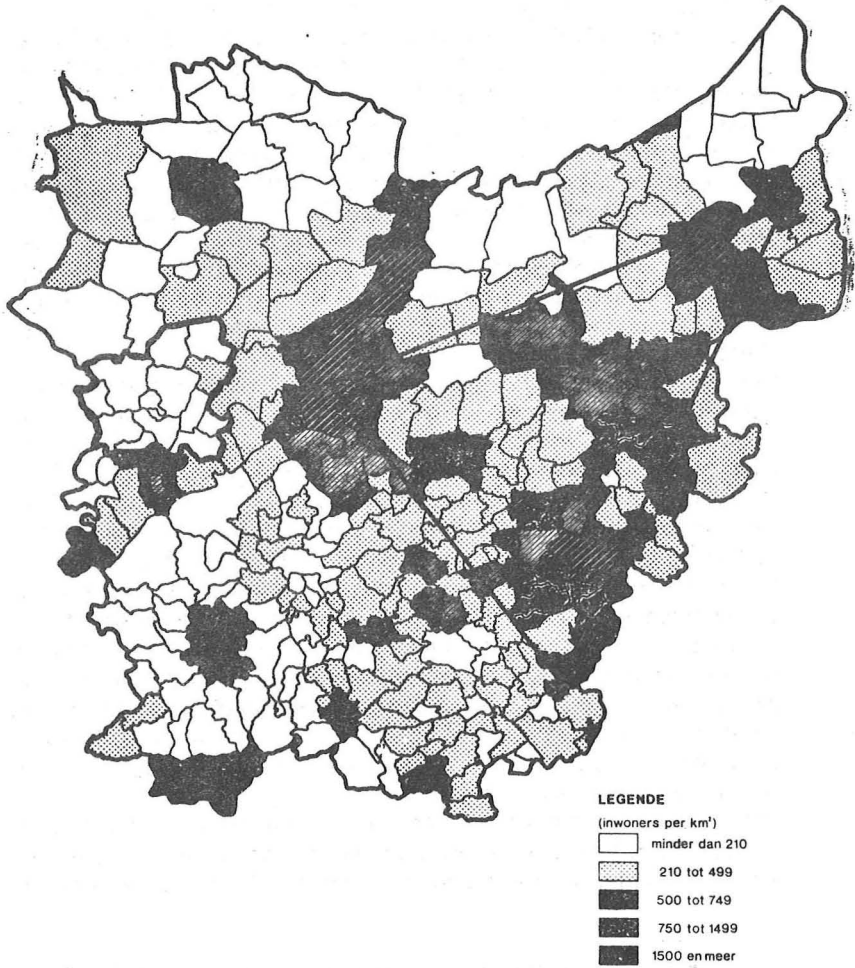 LEGENDE
(inwoners per km²)
minder dan 210
210 tot 499
500 tot 749
750 tot 1499
1500 en meer